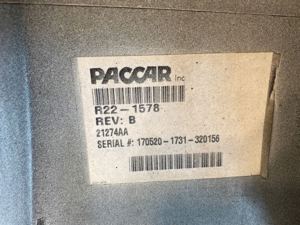 PACCAR Inc
R22-1578
REV: B
21274AA
SERIAL #: 170520-1731-320156